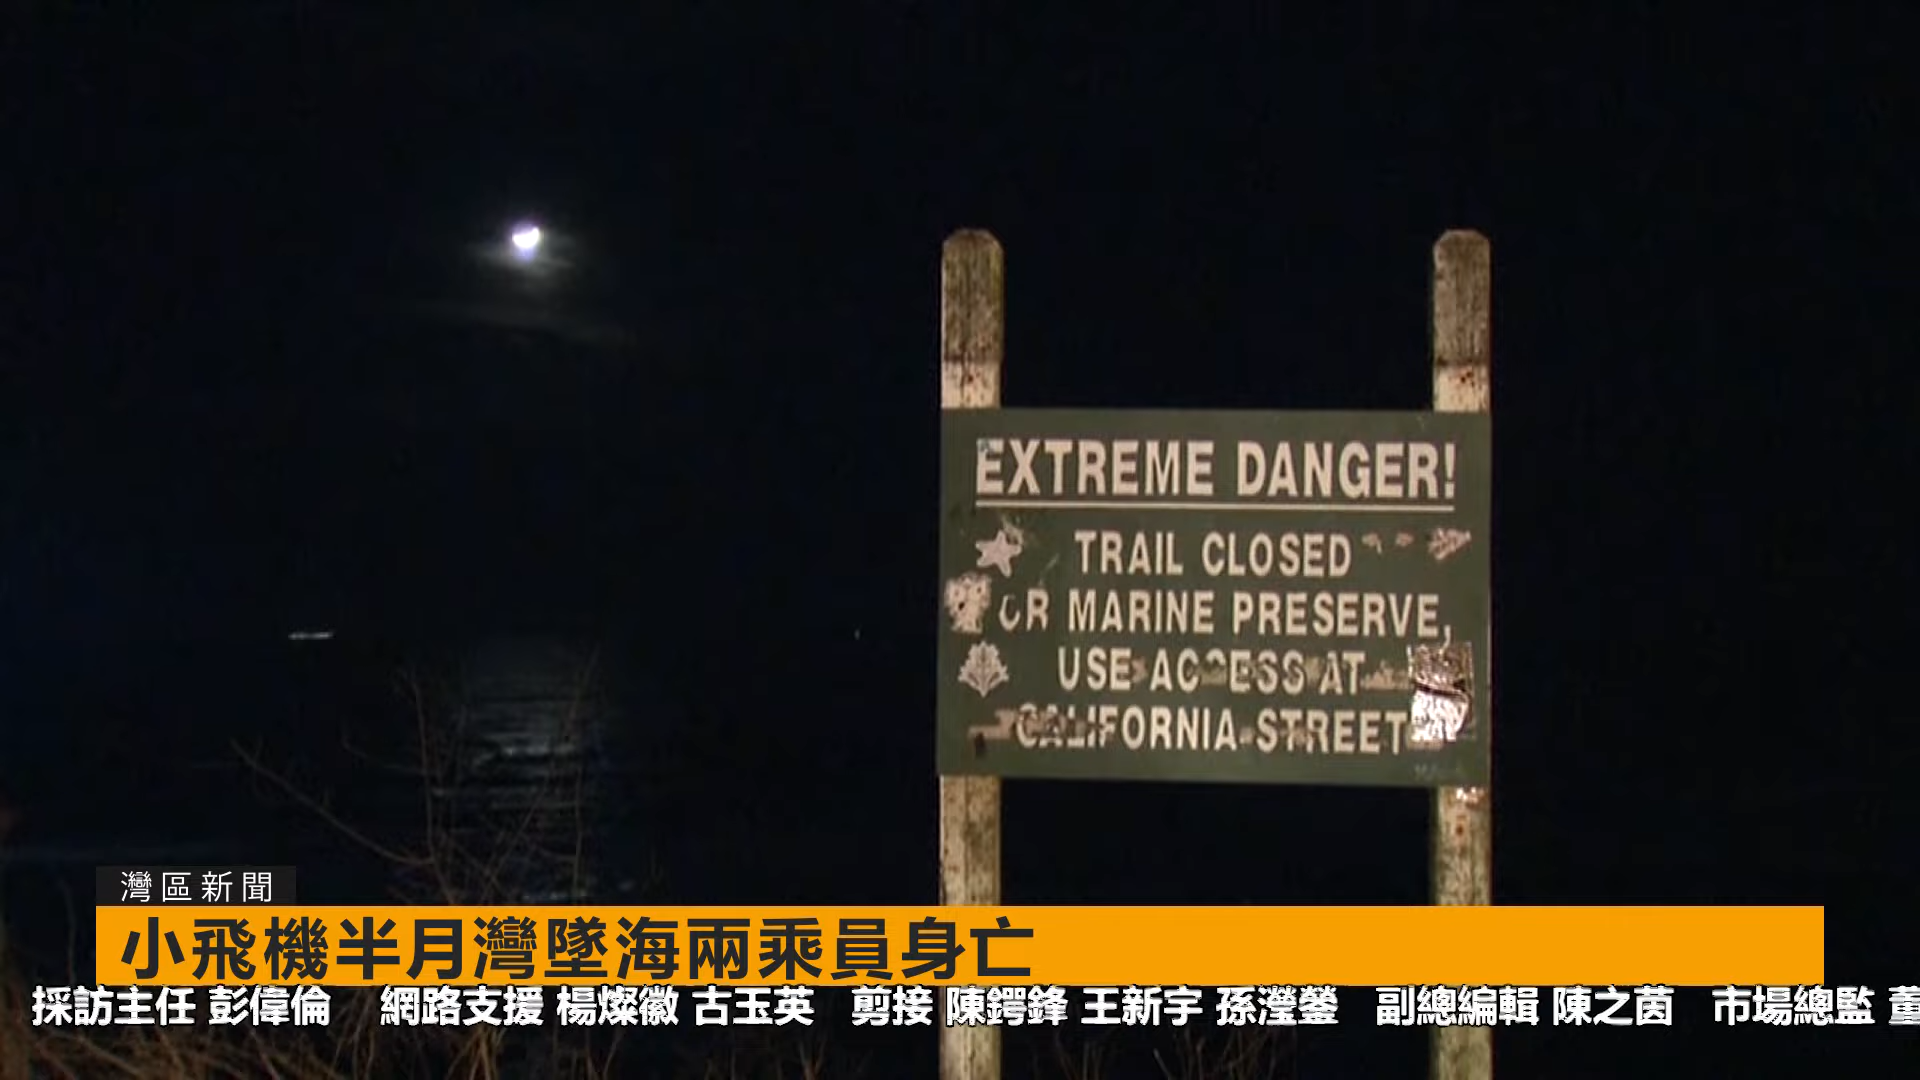 EXTREME DANGER!
TRAIL CLOSED
OR MARINE PRESERVE,
USE ACCESS AT
CALIFORNIA STREET
灣區新聞
小飛機半月灣墜海兩乘員身亡
採訪主任 彭偉倫 網路支援 楊燦徽 古玉英 剪接 陳鍔鋒 王新宇 孫瀅鎣 副總編輯 陳之茵 市場總監 董